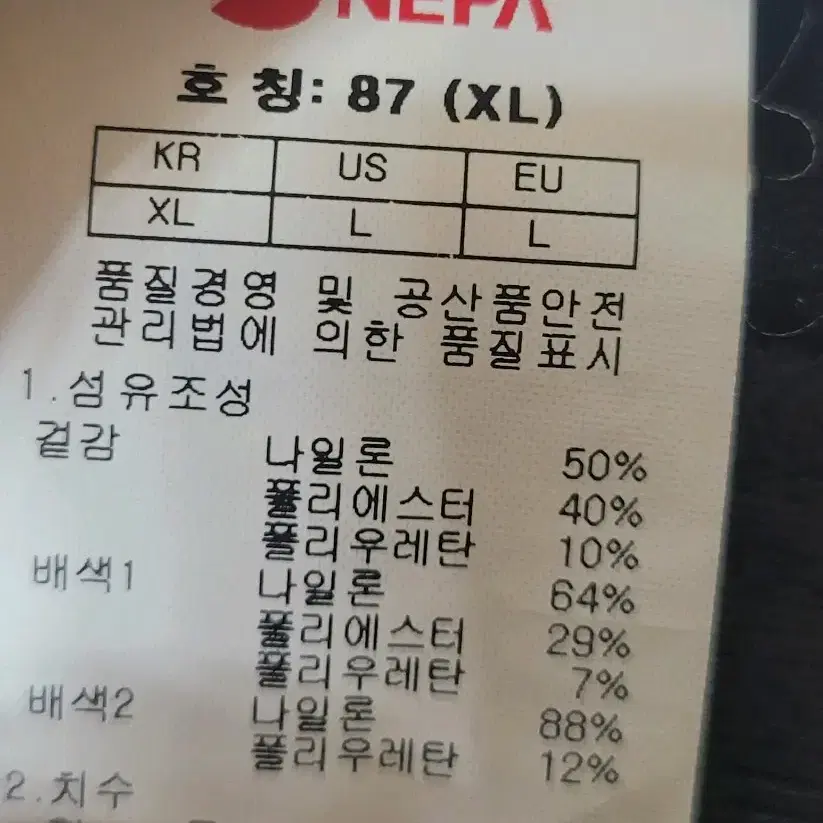 NEPA
호칭: 87 (XL)
KR US EU
XL L L
품질경영 및 공산품안전
관리법에 의한 품질표시
1.섬유조성
겉감 나일론 50%
폴리에스터 40%
폴리우레탄 10%
배색1 나일론 64%
폴리에스터 29%
폴리우레탄 7%
배색2 나일론 88%
폴리우레탄 12%
2.치수